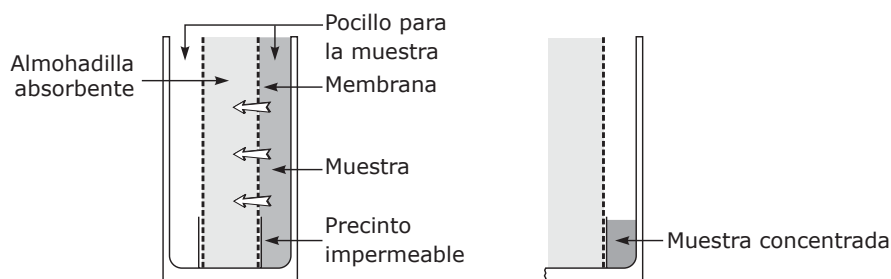 Pocillo para
la muestra
Almohadilla
absorbente
Membrana
Muestra
Precinto
impermeable
Muestra concentrada